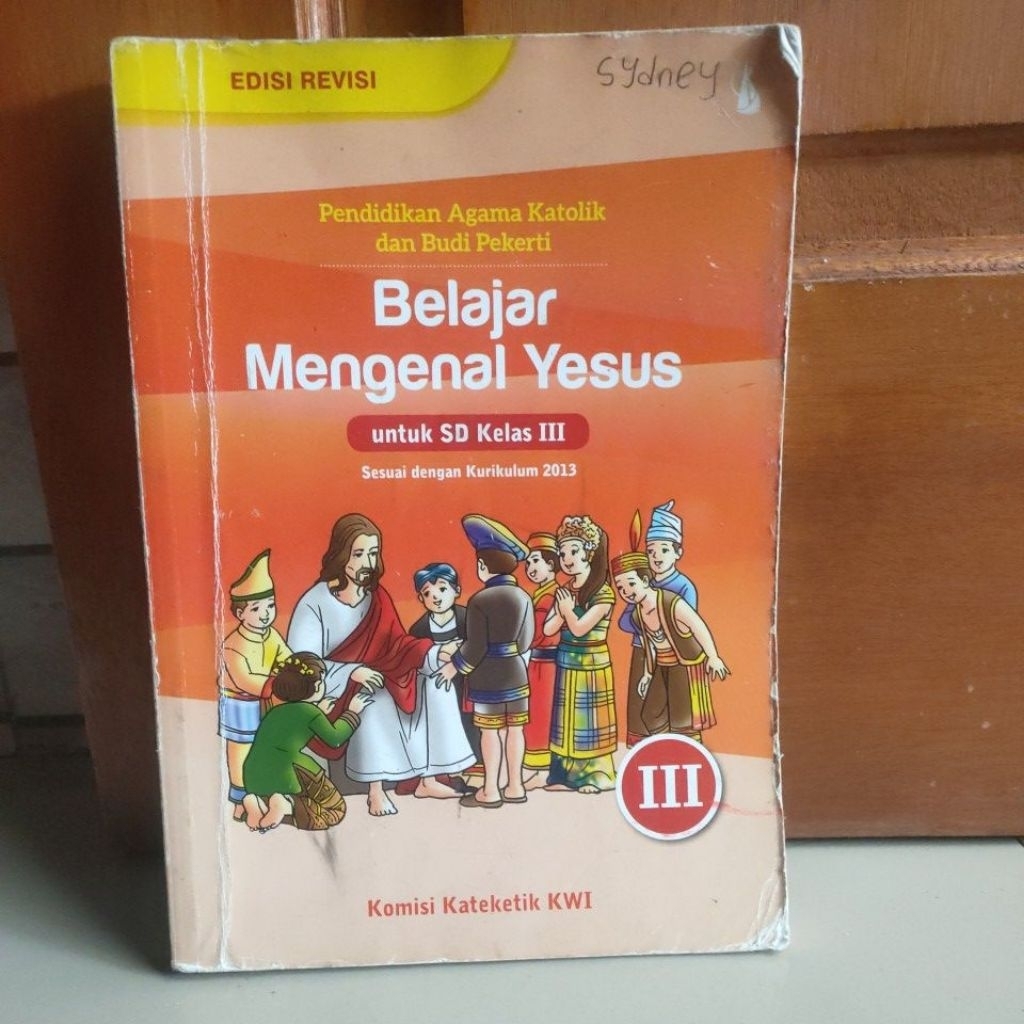 EDISI REVISI
sydney
Pendidikan Agama Katolik
dan Budi Pekerti
Belajar
Mengenal Yesus
untuk SD Kelas III
Sesuai dengan Kurikulum 2013
III
Komisi Kateketik KWI